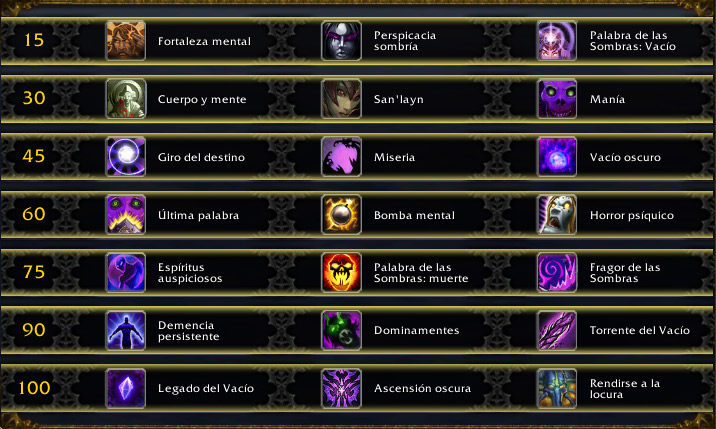 15
Fortaleza mental
Perspicacia
sombría
Palabra de las
Sombras: Vacío
30
Cuerpo y mente
San'layn
Manía
45
Giro del destino
Miseria
Vacío oscuro
60
Última palabra
Bomba mental
Horror psíquico
75
Espíritus
auspiciosos
Palabra de las
Sombras: muerte
Fragor de las
Sombras
90
Demencia
persistente
Dominamentes
Torrente del Vacío
100
Legado del Vacío
Ascensión oscura
Rendirse a la
locura